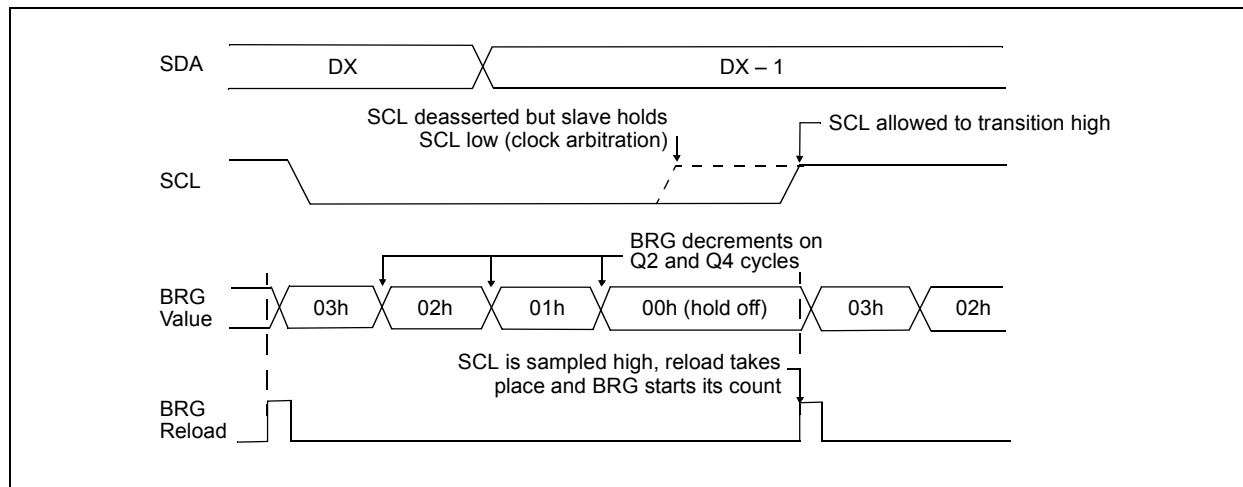 SDA
DX
DX – 1
SCL deasserted but slave holds
SCL low (clock arbitration)
SCL allowed to transition high
SCL
BRG decrements on
Q2 and Q4 cycles
BRG
Value
03h
02h
01h
00h (hold off)
03h
02h
SCL is sampled high, reload takes
place and BRG starts its count
BRG
Reload